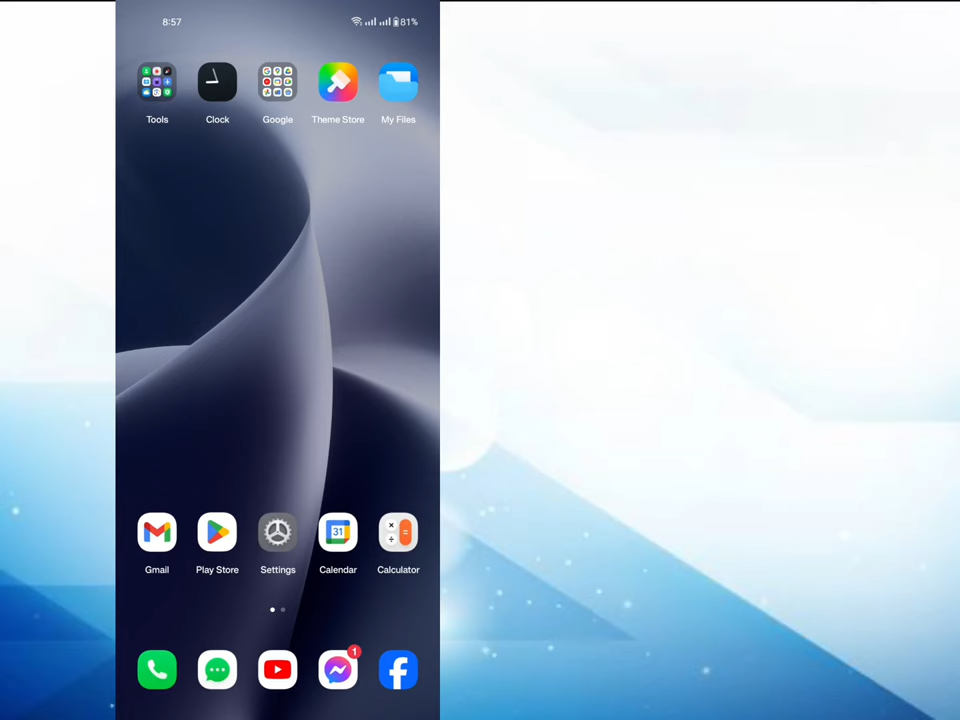 8:57 81%
Tools Clock Google Theme Store My Files
31
Gmail Play Store Settings Calendar Calculator
1